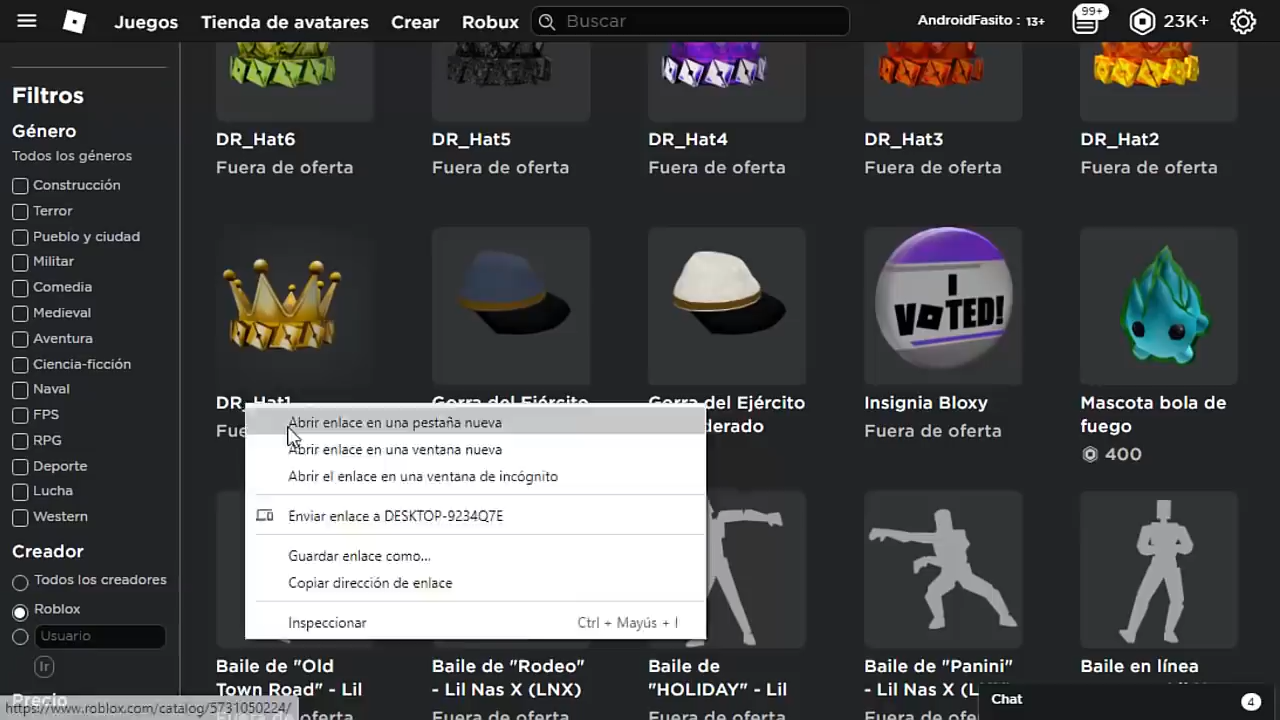 Juegos
Tienda de avatares
Crear
Robux
Buscar
AndroidFasito : 13+
99+
23K+
Filtros
Género
Todos los géneros
Construcción
Terror
Pueblo y ciudad
Militar
Comedia
Medieval
Aventura
Ciencia-ficción
Naval
FPS
RPG
Deporte
Lucha
Western
Creador
Todos los creadores
Roblox
Usuario
Ir
Precio
DR_Hat6
Fuera de oferta
DR_Hat5
Fuera de oferta
DR_Hat4
Fuera de oferta
DR_Hat3
Fuera de oferta
DR_Hat2
Fuera de oferta
DR_Hat1
Gorra del Ejército
Gorra del Ejército
I
VOTED!
Insignia Bloxy
Fuera de oferta
Mascota bola de
fuego
400
Abrir enlace en una pestaña nueva
Abrir enlace en una ventana nueva
Abrir el enlace en una ventana de incógnito
Enviar enlace a DESKTOP-9234Q7E
Guardar enlace como...
Copiar dirección de enlace
Inspeccionar Ctrl + Mayús + I
Baile de "Old
Town Road" - Lil
Baile de "Rodeo"
- Lil Nas X (LNX)
Baile de
"HOLIDAY" - Lil
Baile de "Panini"
- Lil Nas X
Baile en línea
Chat
4
https://www.roblox.com/catalog/5731050224/